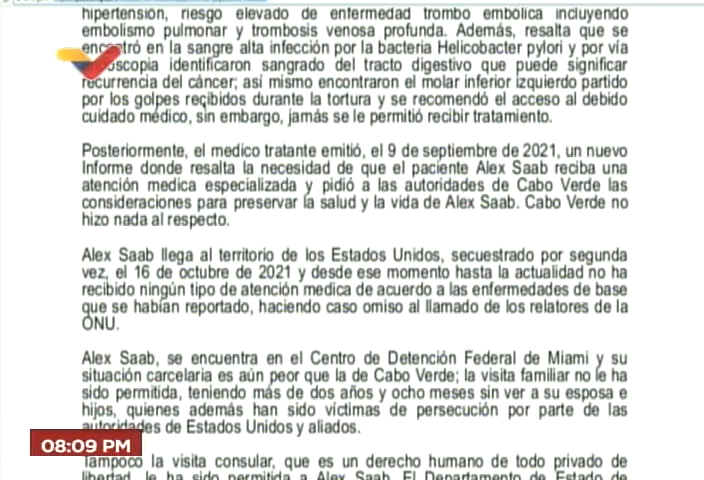 hipertensión, riesgo elevado de enfermedad trombo embólica incluyendo
embolismo pulmonar y trombosis venosa profunda. Además, resalta que se
encontró en la sangre alta infección por la bacteria Helicobacter pylori y por vía
identificaron sangrado del tracto digestivo que puede significar
recurrencia del cáncer; así mismo encontraron el molar inferior izquierdo partido
por los golpes reçibidos durante la tortura y se recomendó el acceso al debido
cuidado médico, sin embargo, jamás se le permitió recibir tratamiento.
Posteriormente, el medico tratante emitió, el 9 de septiembre de 2021, un nuevo
Informe donde resalta la necesidad de que el paciente Alex Saab reciba una
atención medica especializada y pidió a las autoridades de Cabo Verde las
consideraciones para preservar la salud y la vida de Alex Saab. Cabo Verde no
hizo nada al respecto.
Alex Saab llega al territorio de los Estados Unidos, secuestrado por segunda
vez, el 16 de octubre de 2021 y desde ese momento hasta la actualidad no ha
recibido ningún tipo de atención medica de acuerdo a las enfermedades de base
que se habían reportado, haciendo caso omiso al llamado de los relatores de la
ONU.
Alex Saab, se encuentra en el Centro de Detención Federal de Miami y su
situación carcelaria es aún peor que la de Cabo Verde; la visita familiar no le ha
sido permitida, teniendo más de dos años y ocho meses sin ver a su esposa e
hijos, quienes además han sido víctimas de persecución por parte de las
autoridades de Estados Unidos y aliados.
08:09 PM
Tampoco la visita consular, que es un derecho humano de todo privado de
libertad, le ha sido permitida a Alex Saab. El Departamento de Estado de